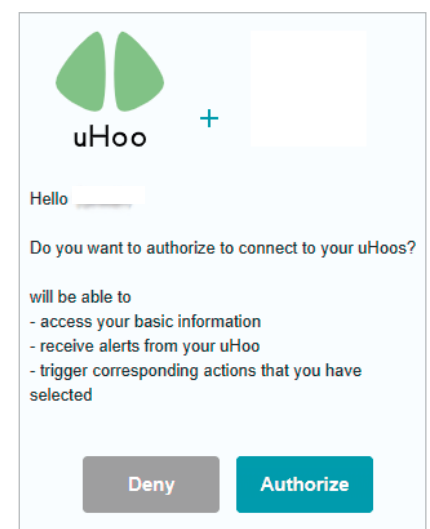 uHoo
+
Hello
Do you want to authorize to connect to your uHoos?
will be able to
- access your basic information
- receive alerts from your uHoo
- trigger corresponding actions that you have
selected
Deny
Authorize